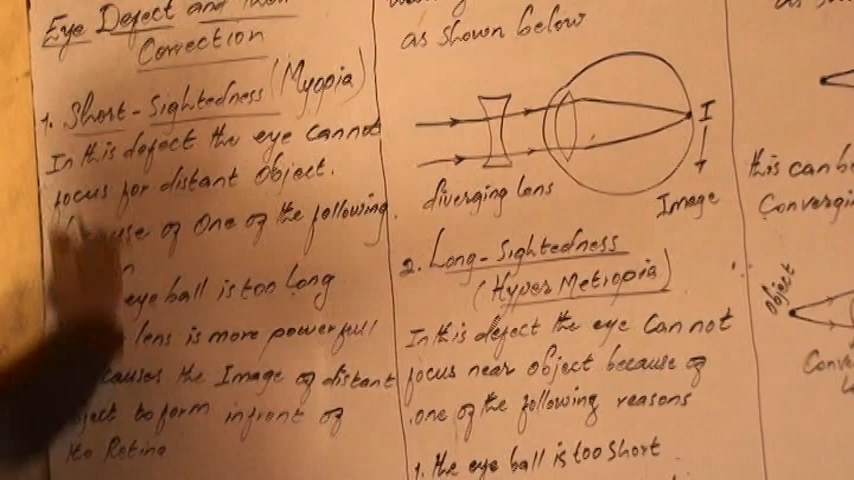 Eye Defect and their
Correction
1. Short-Sightedness (Myopia)
In this defect the eye cannot
focus for distant Object.
of One of the following
eye ball is too Long
lens is more powerfull
causes the Image of distant
to form infront of
Retina
as shown below
I
diverging lens
Image
2. Long-Sightedness
(Hyper Metropia)
In this defect the eye Can not
focus near Object because of
one of the following reasons
1. the eye ball is too Short
this can be
Object